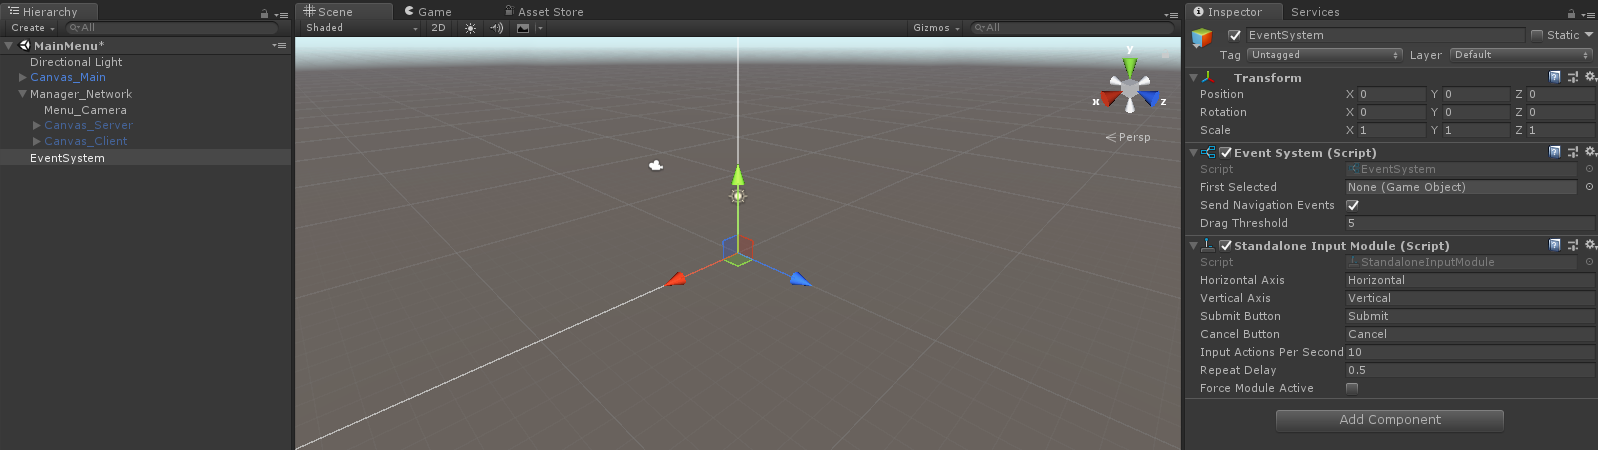 Hierarchy
Create
All
MainMenu*
Directional Light
Canvas_Main
Manager_Network
Menu_Camera
Canvas_Server
Canvas_Client
EventSystem
Scene Game Asset Store
Shaded 2D Gizmos All
y
x z
Persp
Inspector Services
EventSystem Static
Tag Untagged Layer Default
Transform
Position X 0 Y 0 Z 0
Rotation X 0 Y 0 Z 0
Scale X 1 Y 1 Z 1
Event System (Script)
Script EventSystem
First Selected None (Game Object)
Send Navigation Events
Drag Threshold 5
Standalone Input Module (Script)
Script StandaloneInputModule
Horizontal Axis Horizontal
Vertical Axis Vertical
Submit Button Submit
Cancel Button Cancel
Input Actions Per Second 10
Repeat Delay 0.5
Force Module Active
Add Component